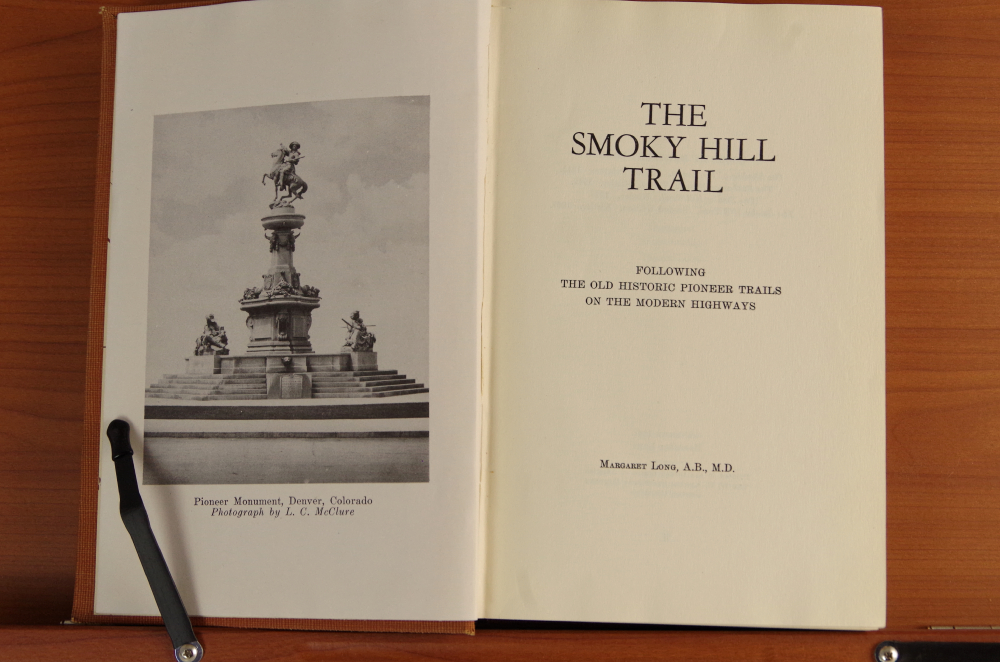 Pioneer Monument, Denver, Colorado
Photograph by L. C. McClure
THE
SMOKY HILL
TRAIL
FOLLOWING
THE OLD HISTORIC PIONEER TRAILS
ON THE MODERN HIGHWAYS
Margaret Long, A.B., M.D.